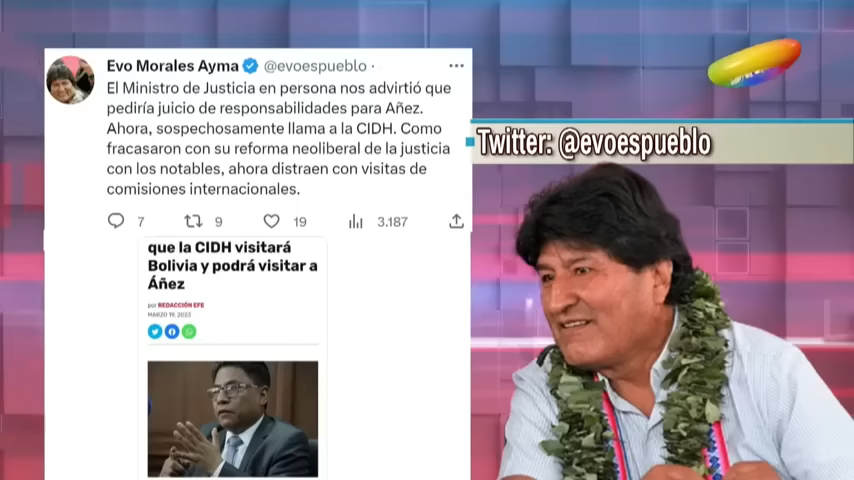 Evo Morales Ayma @evoespueblo ·
El Ministro de Justicia en persona nos advirtió que
pediría juicio de responsabilidades para Añez.
Ahora, sospechosamente llama a la CIDH. Como
fracasaron con su reforma neoliberal de la justicia
con los notables, ahora distraen con visitas de
comisiones internacionales.
7 9 19 3.187
que la CIDH visitará
Bolivia y podrá visitar a
Áñez
por REDACCIÓN EFE
MARZO 19, 2023
Twitter: @evoespueblo